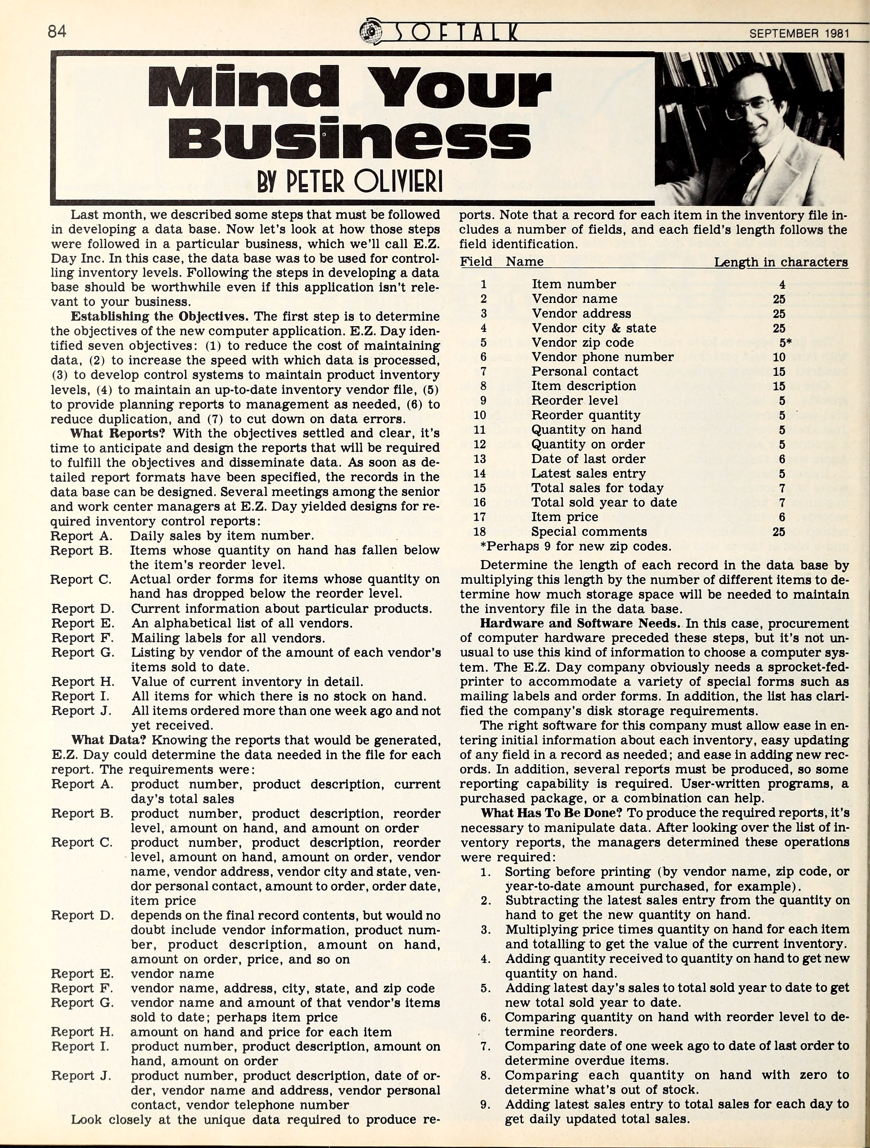 84
SOFTALK
SEPTEMBER 1981
Mind Your
Business
BY PETER OLIVIERI
Last month, we described some steps that must be followed
in developing a data base. Now let's look at how those steps
were followed in a particular business, which we'll call E.Z.
Day Inc. In this case, the data base was to be used for control-
ling inventory levels. Following the steps in developing a data
base should be worthwhile even if this application isn't rele-
vant to your business.
Establishing the Objectives. The first step is to determine
the objectives of the new computer application. E.Z. Day iden-
tified seven objectives: (1) to reduce the cost of maintaining
data, (2) to increase the speed with which data is processed,
(3) to develop control systems to maintain product inventory
levels, (4) to maintain an up-to-date inventory vendor file, (5)
to provide planning reports to management as needed, (6) to
reduce duplication, and (7) to cut down on data errors.
What Reports? With the objectives settled and clear, it's
time to anticipate and design the reports that will be required
to fulfill the objectives and disseminate data. As soon as de-
tailed report formats have been specified, the records in the
data base can be designed. Several meetings among the senior
and work center managers at E.Z. Day yielded designs for re-
quired inventory control reports:
Report A. Daily sales by item number.
Report B. Items whose quantity on hand has fallen below
the item's reorder level.
Report C. Actual order forms for items whose quantity on
hand has dropped below the reorder level.
Report D. Current information about particular products.
Report E. An alphabetical list of all vendors.
Report F. Mailing labels for all vendors.
Report G. Listing by vendor of the amount of each vendor's
items sold to date.
Report H. Value of current inventory in detail.
Report I. All items for which there is no stock on hand.
Report J. All items ordered more than one week ago and not
yet received.
What Data? Knowing the reports that would be generated,
E.Z. Day could determine the data needed in the file for each
report. The requirements were:
Report A. product number, product description, current
day's total sales
Report B. product number, product description, reorder
level, amount on hand, and amount on order
Report C. product number, product description, reorder
level, amount on hand, amount on order, vendor
name, vendor address, vendor city and state, ven-
dor personal contact, amount to order, order date,
item price
Report D. depends on the final record contents, but would no
doubt include vendor information, product num-
ber, product description, amount on hand,
amount on order, price, and so on
Report E. vendor name
Report F. vendor name, address, city, state, and zip code
Report G. vendor name and amount of that vendor's items
sold to date; perhaps item price
Report H. amount on hand and price for each item
Report I. product number, product description, amount on
hand, amount on order
Report J. product number, product description, date of or-
der, vendor name and address, vendor personal
contact, vendor telephone number
Look closely at the unique data required to produce re-
ports. Note that a record for each item in the inventory file in-
cludes a number of fields, and each field's length follows the
field identification.
Field Name Length in characters
1 Item number 4
2 Vendor name 25
3 Vendor address 25
4 Vendor city & state 25
5 Vendor zip code 5*
6 Vendor phone number 10
7 Personal contact 15
8 Item description 15
9 Reorder level 5
10 Reorder quantity 5
11 Quantity on hand 5
12 Quantity on order 5
13 Date of last order 6
14 Latest sales entry 5
15 Total sales for today 7
16 Total sold year to date 7
17 Item price 6
18 Special comments 25
*Perhaps 9 for new zip codes.
Determine the length of each record in the data base by
multiplying this length by the number of different items to de-
termine how much storage space will be needed to maintain
the inventory file in the data base.
Hardware and Software Needs. In this case, procurement
of computer hardware preceded these steps, but it's not un-
usual to use this kind of information to choose a computer sys-
tem. The E.Z. Day company obviously needs a sprocket-fed-
printer to accommodate a variety of special forms such as
mailing labels and order forms. In addition, the list has clari-
fied the company's disk storage requirements.
The right software for this company must allow ease in en-
tering initial information about each inventory, easy updating
of any field in a record as needed; and ease in adding new rec-
ords. In addition, several reports must be produced, so some
reporting capability is required. User-written programs, a
purchased package, or a combination can help.
What Has To Be Done? To produce the required reports, it's
necessary to manipulate data. After looking over the list of in-
ventory reports, the managers determined these operations
were required:
1. Sorting before printing (by vendor name, zip code, or
year-to-date amount purchased, for example).
2. Subtracting the latest sales entry from the quantity on
hand to get the new quantity on hand.
3. Multiplying price times quantity on hand for each item
and totalling to get the value of the current inventory.
4. Adding quantity received to quantity on hand to get new
quantity on hand.
5. Adding latest day's sales to total sold year to date to get
new total sold year to date.
6. Comparing quantity on hand with reorder level to de-
termine reorders.
7. Comparing date of one week ago to date of last order to
determine overdue items.
8. Comparing each quantity on hand with zero to
determine what's out of stock.
9. Adding latest sales entry to total sales for each day to
get daily updated total sales.